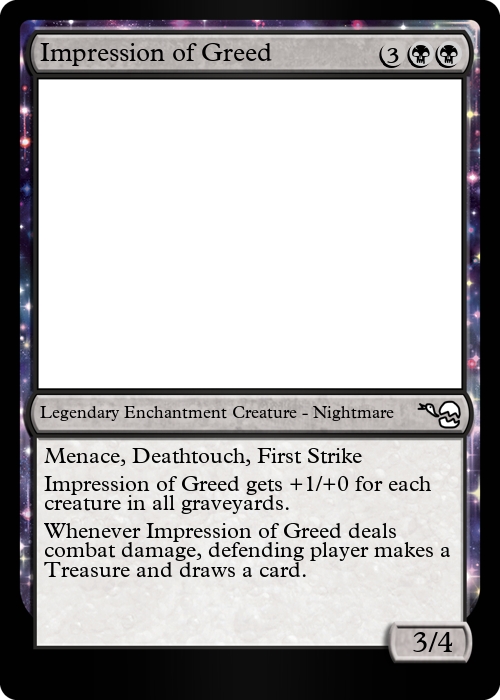 Impression of Greed 3
Legendary Enchantment Creature - Nightmare
Menace, Deathtouch, First Strike
Impression of Greed gets +1/+0 for each
creature in all graveyards.
Whenever Impression of Greed deals
combat damage, defending player makes a
Treasure and draws a card.
3/4